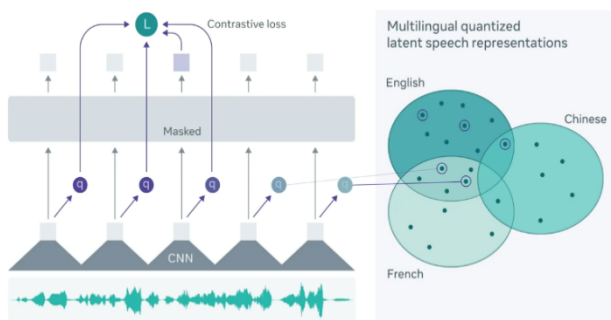 Contrastive loss
L
Masked
q q q q q
CNN
Multilingual quantized
latent speech representations
English
Chinese
French